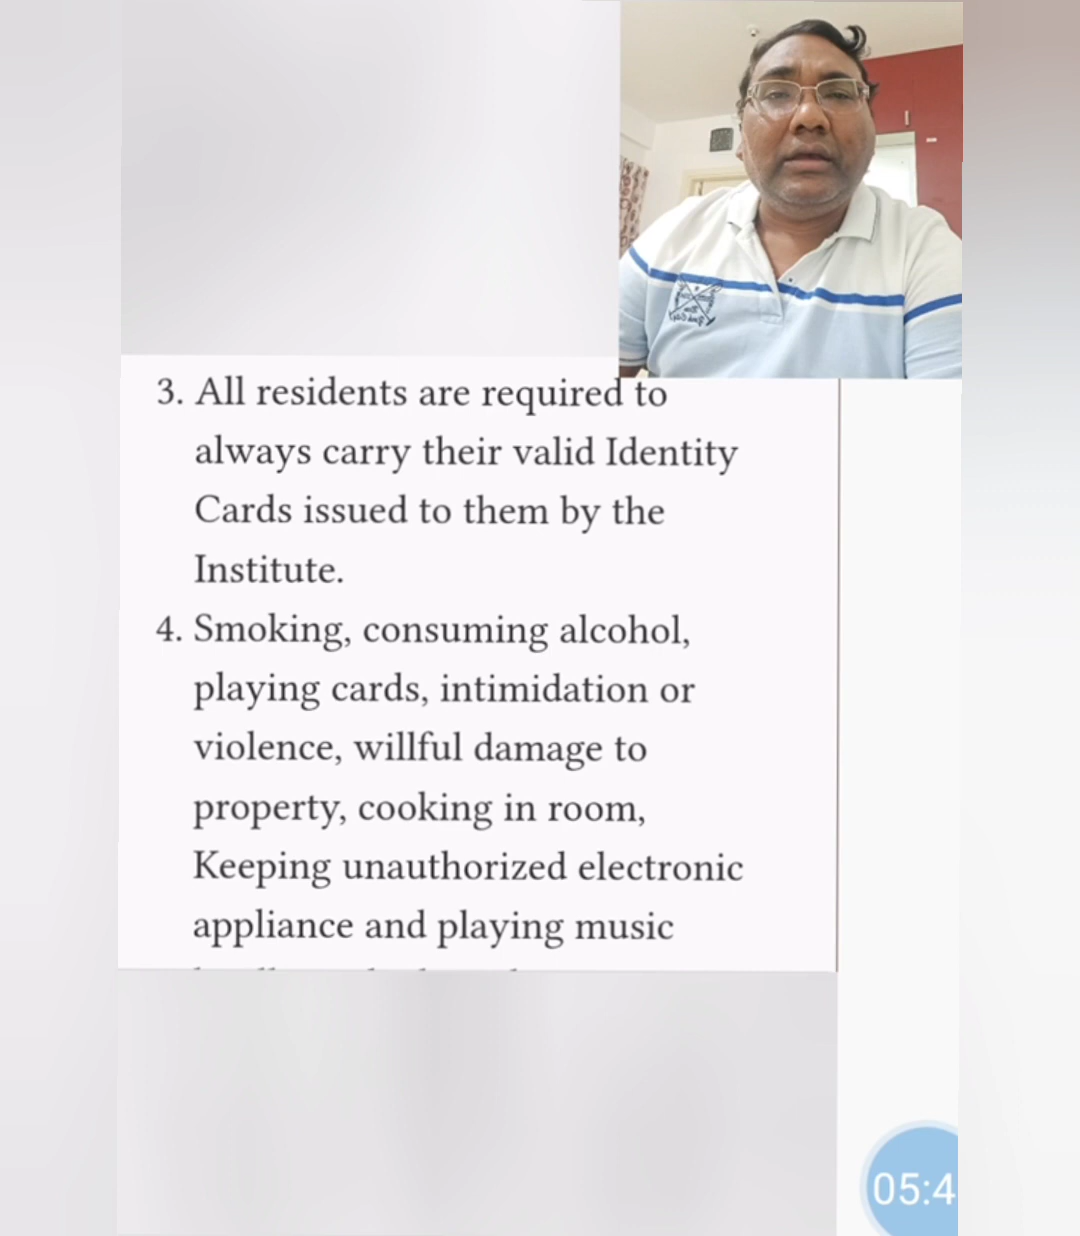 3. All residents are required to
always carry their valid Identity
Cards issued to them by the
Institute.
4. Smoking, consuming alcohol,
playing cards, intimidation or
violence, willful damage to
property, cooking in room,
Keeping unauthorized electronic
appliance and playing music
05:4